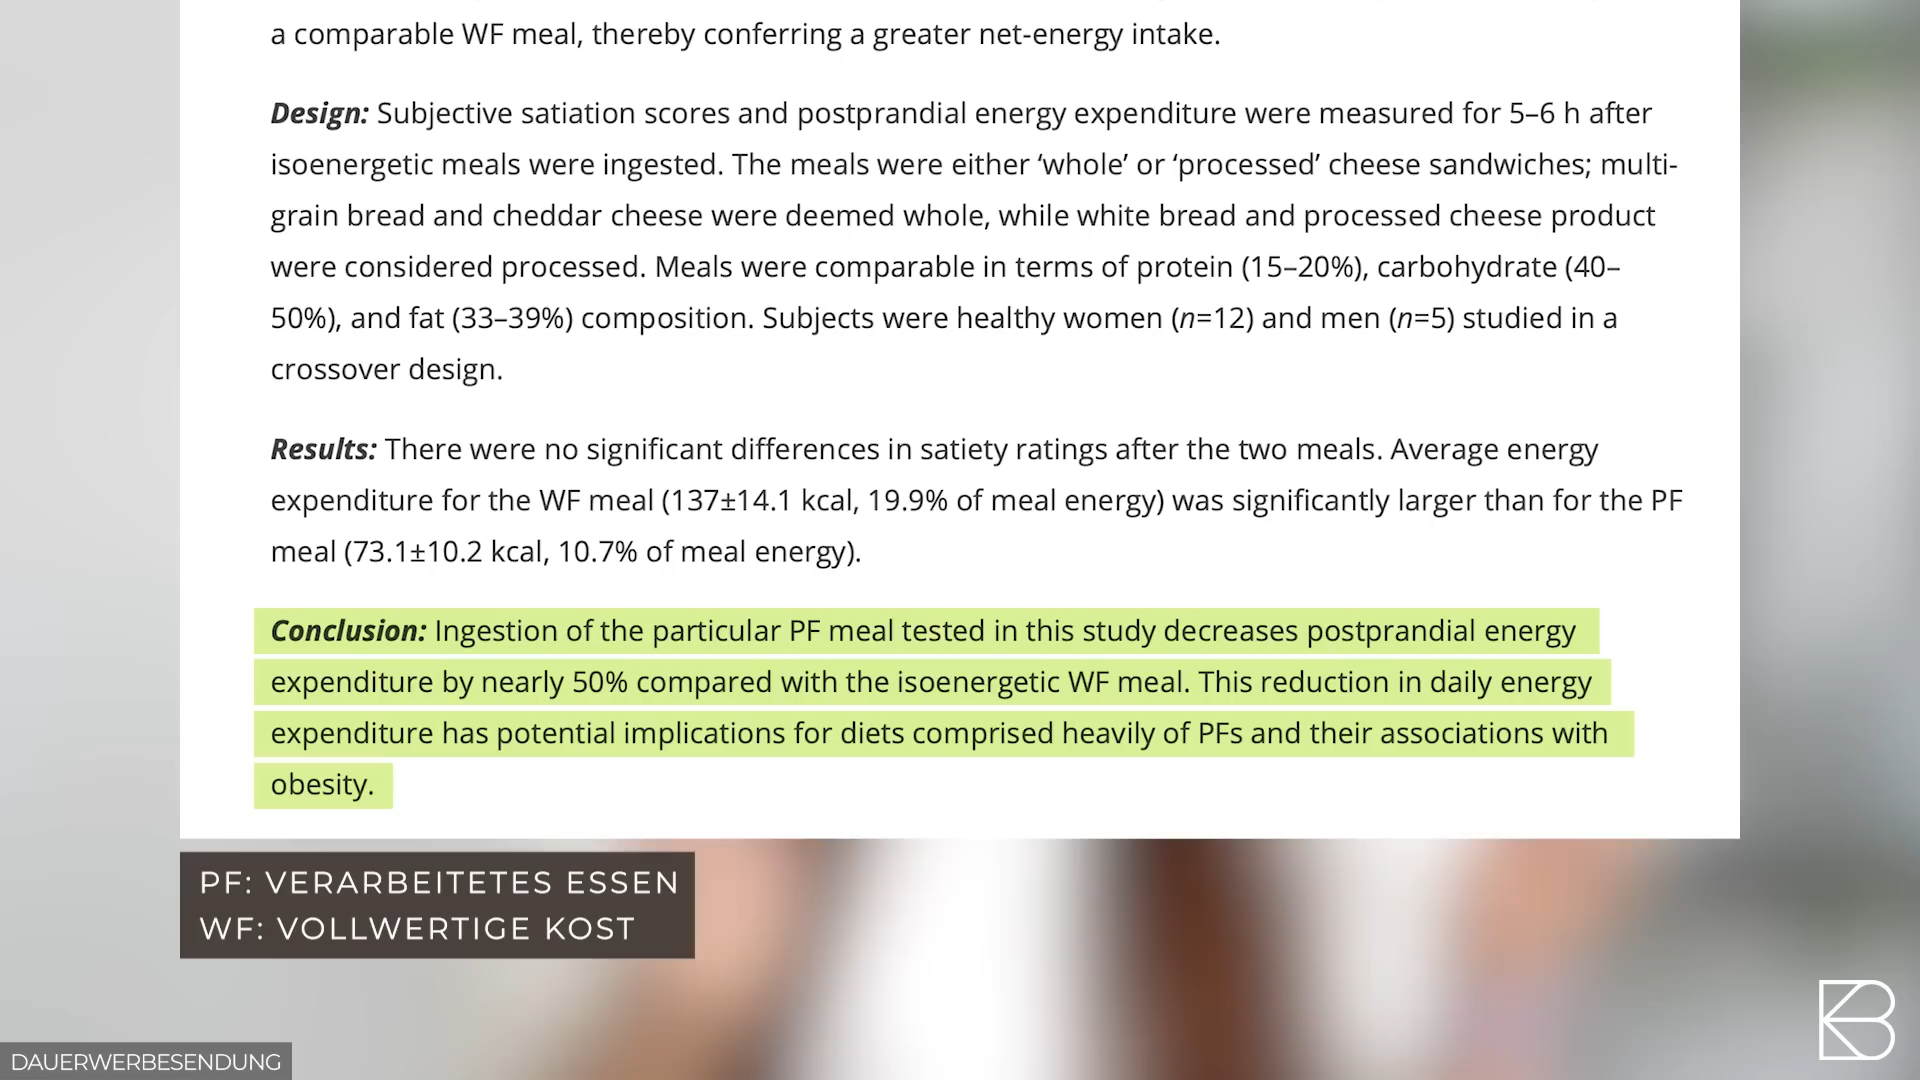 a comparable WF meal, thereby conferring a greater net-energy intake.
Design: Subjective satiation scores and postprandial energy expenditure were measured for 5–6 h after
isoenergetic meals were ingested. The meals were either ‘whole’ or ‘processed’ cheese sandwiches; multi-
grain bread and cheddar cheese were deemed whole, while white bread and processed cheese product
were considered processed. Meals were comparable in terms of protein (15–20%), carbohydrate (40–
50%), and fat (33–39%) composition. Subjects were healthy women (n=12) and men (n=5) studied in a
crossover design.
Results: There were no significant differences in satiety ratings after the two meals. Average energy
expenditure for the WF meal (137±14.1 kcal, 19.9% of meal energy) was significantly larger than for the PF
meal (73.1±10.2 kcal, 10.7% of meal energy).
Conclusion: Ingestion of the particular PF meal tested in this study decreases postprandial energy
expenditure by nearly 50% compared with the isoenergetic WF meal. This reduction in daily energy
expenditure has potential implications for diets comprised heavily of PFs and their associations with
obesity.
PF: VERARBEITETES ESSEN
WF: VOLLWERTIGE KOST
DAUERWERBESENDUNG